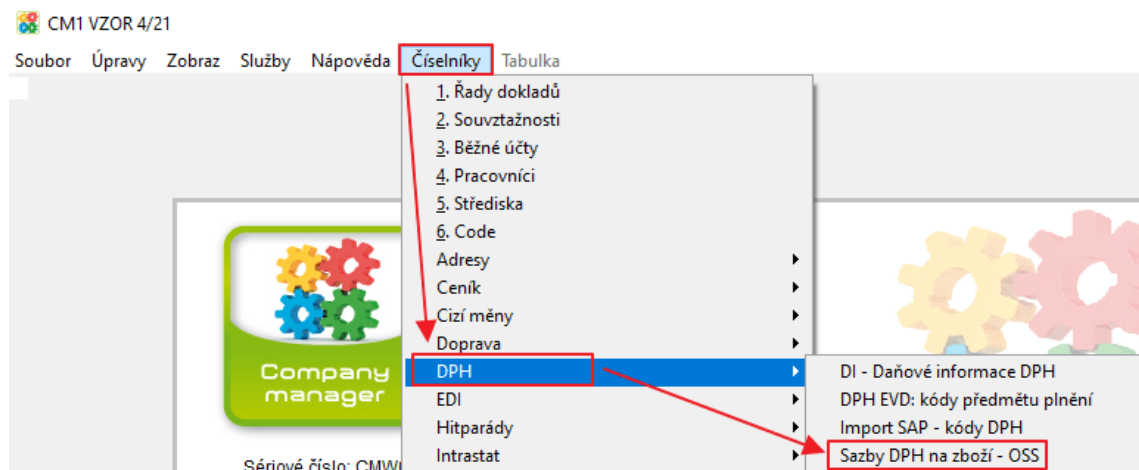 CM1 VZOR 4/21
Soubor Úpravy Zobraz Služby Nápověda Číselníky Tabulka
1. Řady dokladů
2. Souvztažnosti
3. Běžné účty
4. Pracovníci
5. Střediska
6. Code
Adresy
Ceník
Cizí měny
Doprava
DPH
EDI
Hitparády
Intrastat
DI - Daňové informace DPH
DPH EVD: kódy předmětu plnění
Import SAP - kódy DPH
Sazby DPH na zboží - OSS
Company
manager
Sériové číslo: